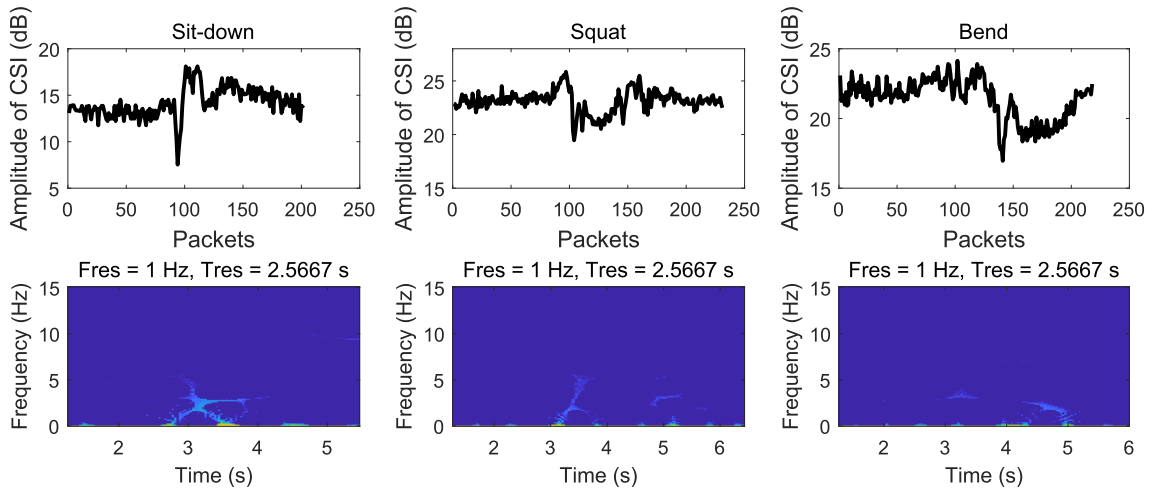 Sit-down
Squat
Bend
Amplitude of CSI (dB)
20
15
10
5
0 50 100 150 200 250
Packets
Amplitude of CSI (dB)
25
20
15
0 50 100 150 200 250
Packets
Amplitude of CSI (dB)
25
20
15
0 50 100 150 200 250
Packets
Fres = 1 Hz, Tres = 2.5667 s
Frequency (Hz)
15
10
5
0
2 3 4 5
Time (s)
Fres = 1 Hz, Tres = 2.5667 s
Frequency (Hz)
15
10
5
0
2 3 4 5 6
Time (s)
Fres = 1 Hz, Tres = 2.5667 s
Frequency (Hz)
15
10
5
0
2 3 4 5 6
Time (s)